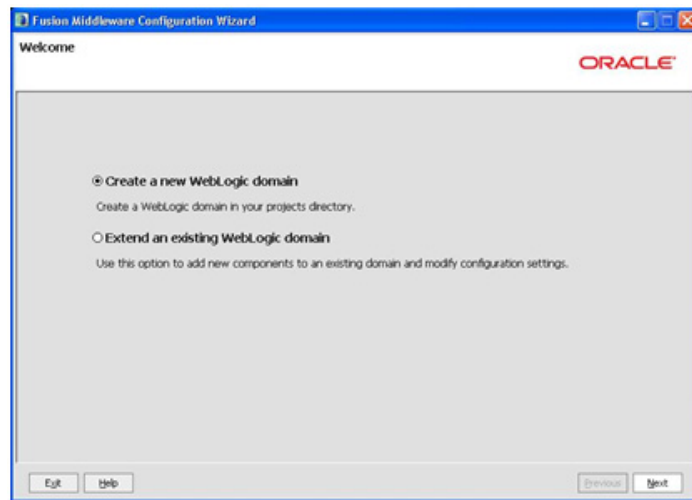 Fusion Middleware Configuration Wizard
Welcome
ORACLE
Create a new WebLogic domain
Create a WebLogic domain in your projects directory.
Extend an existing WebLogic domain
Use this option to add new components to an existing domain and modify configuration settings.
Exit Help Previous Next